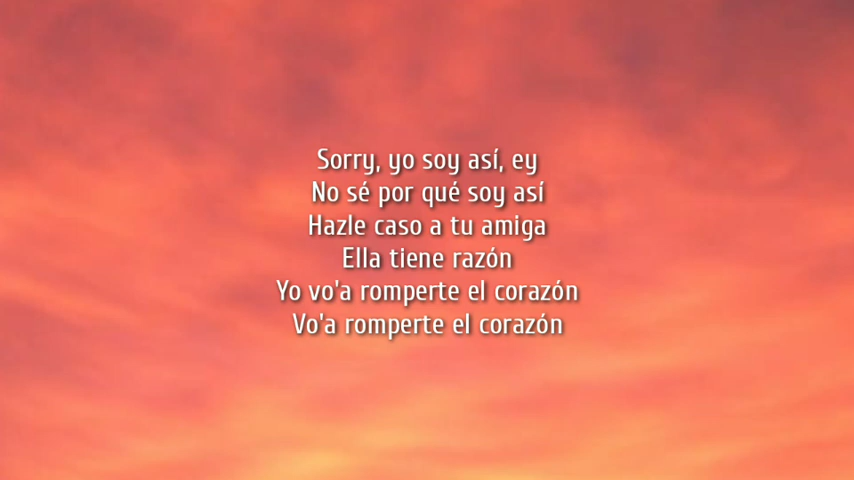 Sorry, yo soy así, ey
No sé por qué soy así
Hazle caso a tu amiga
Ella tiene razón
Yo vo'a romperte el corazón
Vo'a romperte el corazón